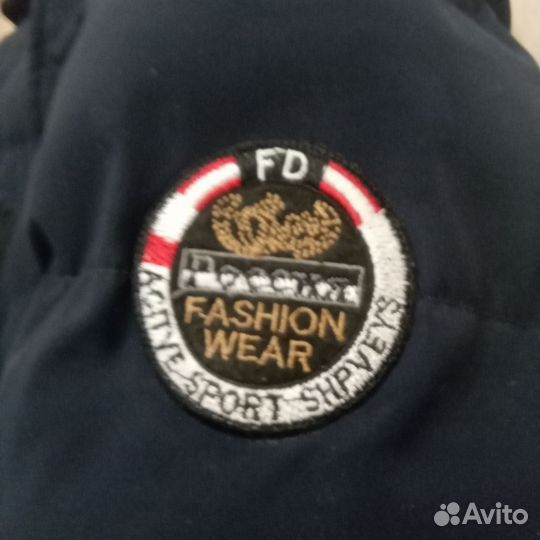 FD
FASHION
WEAR
ACTIVE SPORT SHPVEYS
Avito